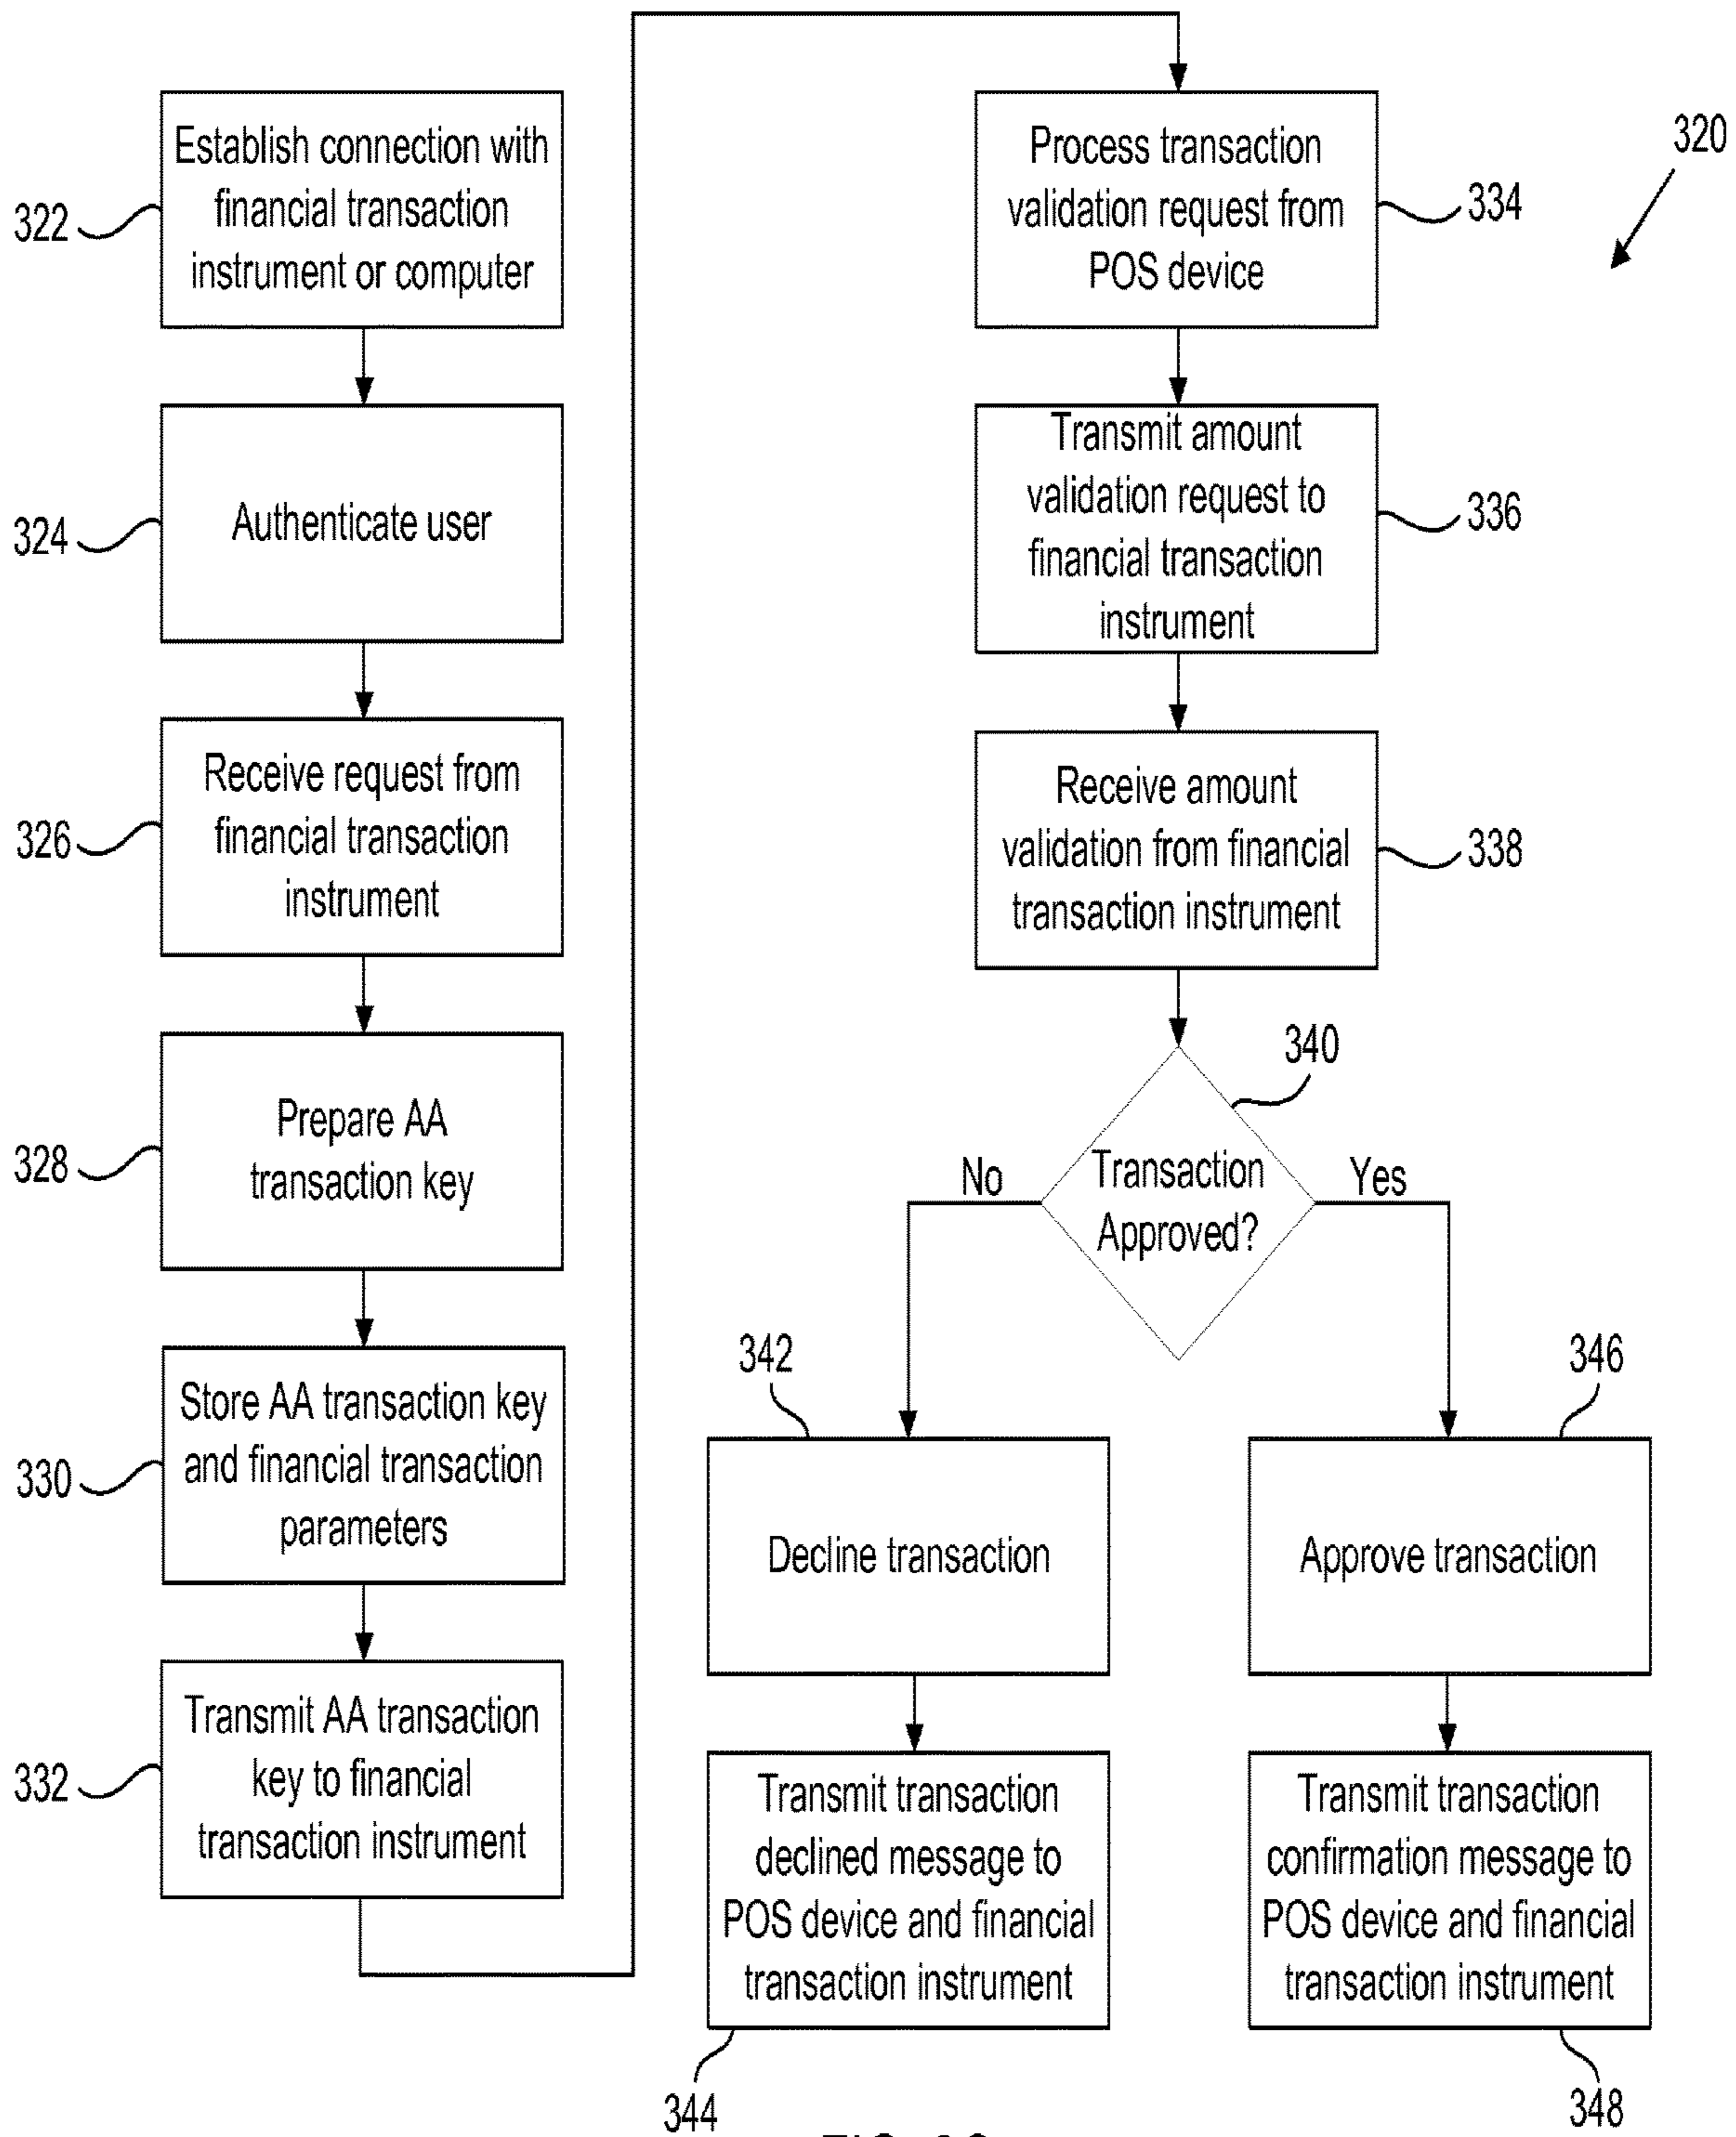 320
322
Establish connection with
financial transaction
instrument or computer
324
Authenticate user
326
Receive request from
financial transaction
instrument
328
Prepare AA
transaction key
330
Store AA transaction key
and financial transaction
parameters
332
Transmit AA transaction
key to financial
transaction instrument
Process transaction
validation request from
POS device
334
Transmit amount
validation request to
financial transaction
instrument
336
Receive amount
validation from financial
transaction instrument
338
340
Transaction
Approved?
No
Yes
342
Decline transaction
Transmit transaction
declined message to
POS device and financial
transaction instrument
344
346
Approve transaction
Transmit transaction
confirmation message to
POS device and financial
transaction instrument
348